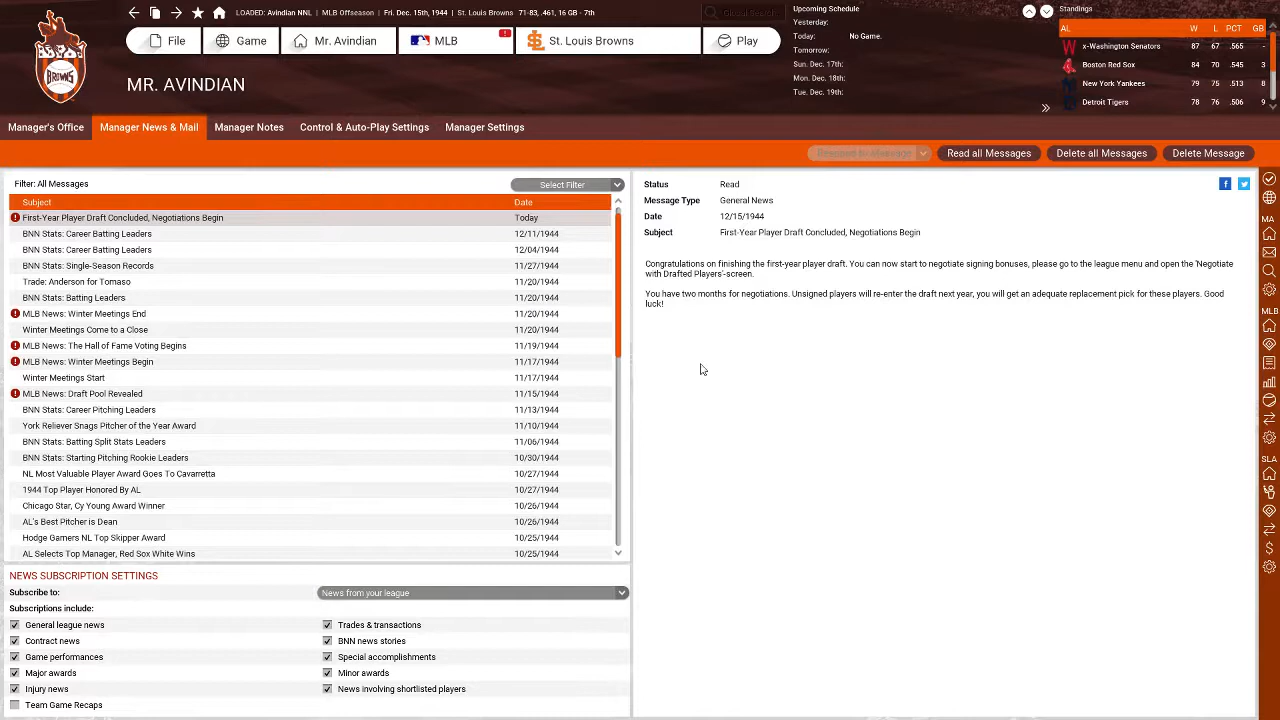 LOADED: Avindian NNL | MLB Offseason | Fri. Dec. 15th, 1944 | St. Louis Browns 71-83, .461, 16 GB - 7th
Global Search
File
Game
Mr. Avindian
MLB
St. Louis Browns
Play
BROWNS
MR. AVINDIAN
Upcoming Schedule
Yesterday:
Today: No Game.
Tomorrow:
Sun. Dec. 17th:
Mon. Dec. 18th:
Tue. Dec. 19th:
Standings
AL W L PCT GB
x-Washington Senators 87 67 .565 -
Boston Red Sox 84 70 .545 3
New York Yankees 79 75 .513 8
Detroit Tigers 78 76 .506 9
Manager's Office
Manager News & Mail
Manager Notes
Control & Auto-Play Settings
Manager Settings
Respond to Message
Read all Messages
Delete all Messages
Delete Message
Filter: All Messages
Select Filter
Subject Date
First-Year Player Draft Concluded, Negotiations Begin Today
BNN Stats: Career Batting Leaders 12/11/1944
BNN Stats: Career Batting Leaders 12/04/1944
BNN Stats: Single-Season Records 11/27/1944
Trade: Anderson for Tomaso 11/20/1944
BNN Stats: Batting Leaders 11/20/1944
MLB News: Winter Meetings End 11/20/1944
Winter Meetings Come to a Close 11/20/1944
MLB News: The Hall of Fame Voting Begins 11/19/1944
MLB News: Winter Meetings Begin 11/17/1944
Winter Meetings Start 11/17/1944
MLB News: Draft Pool Revealed 11/15/1944
BNN Stats: Career Pitching Leaders 11/13/1944
York Reliever Snags Pitcher of the Year Award 11/10/1944
BNN Stats: Batting Split Stats Leaders 11/06/1944
BNN Stats: Starting Pitching Rookie Leaders 10/30/1944
NL Most Valuable Player Award Goes To Cavarretta 10/27/1944
1944 Top Player Honored By AL 10/27/1944
Chicago Star, Cy Young Award Winner 10/26/1944
AL's Best Pitcher is Dean 10/26/1944
Hodge Garners NL Top Skipper Award 10/25/1944
AL Selects Top Manager, Red Sox White Wins 10/25/1944
Status Read
Message Type General News
Date 12/15/1944
Subject First-Year Player Draft Concluded, Negotiations Begin
Congratulations on finishing the first-year player draft. You can now start to negotiate signing bonuses, please go to the league menu and open the 'Negotiate
with Drafted Players'-screen.
You have two months for negotiations. Unsigned players will re-enter the draft next year, you will get an adequate replacement pick for these players. Good
luck!
NEWS SUBSCRIPTION SETTINGS
Subscribe to: News from your league
Subscriptions include:
General league news Trades & transactions
Contract news BNN news stories
Game performances Special accomplishments
Major awards Minor awards
Injury news News involving shortlisted players
Team Game Recaps
MA
MLB
SLA